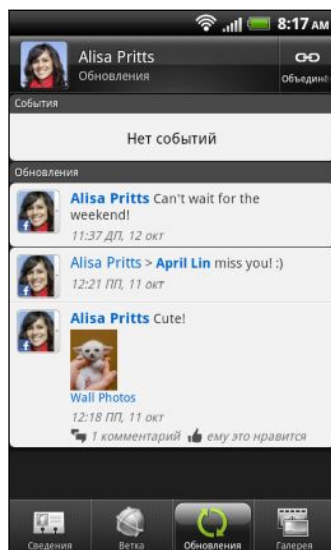 8:17 AM
Alisa Pritts
Обновления
Объедине
События
Нет событий
Обновления
Alisa Pritts Can't wait for the
weekend!
11:37 ДП, 12 окт
Alisa Pritts > April Lin miss you! :)
12:21 ПП, 11 окт
Alisa Pritts Cute!
Wall Photos
12:18 ПП, 11 окт
1 комментарий ему это нравится
Сведения Ветка Обновления Галерея